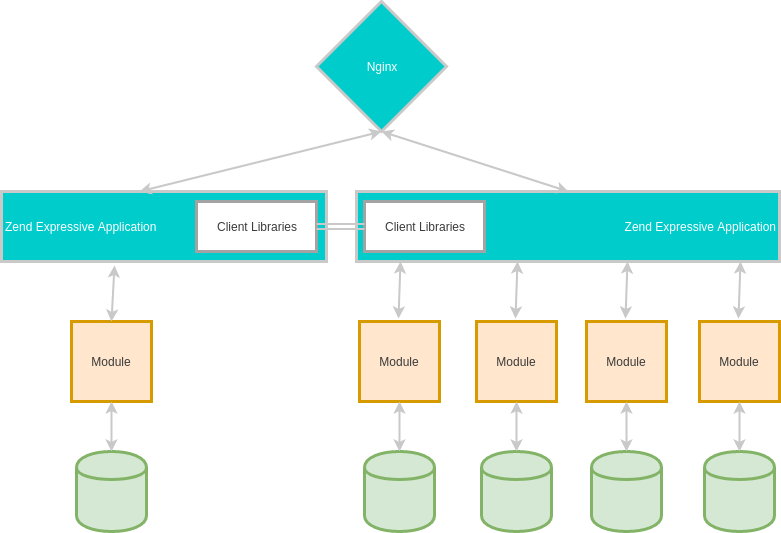 Nginx
Zend Expressive Application
Client Libraries
Client Libraries
Zend Expressive Application
Module
Module
Module
Module
Module